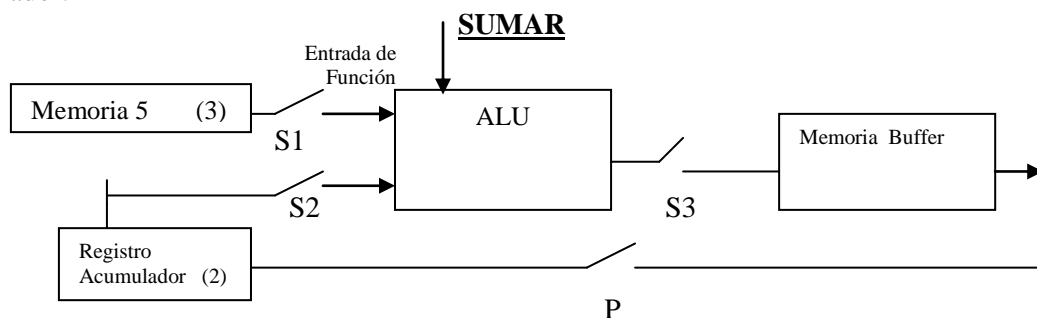 SUMAR
Entrada de
Función
Memoria 5 (3)
ALU
Memoria Buffer
S1
S2
S3
Registro
Acumulador (2)
P